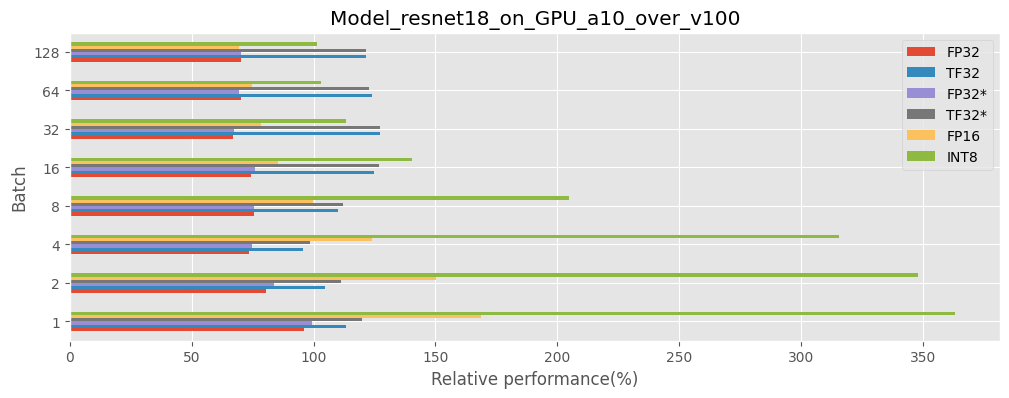 Model_resnet18_on_GPU_a10_over_v100
FP32
TF32
FP32*
TF32*
FP16
INT8
Batch
128
64
32
16
8
4
2
1
0 50 100 150 200 250 300 350
Relative performance(%)